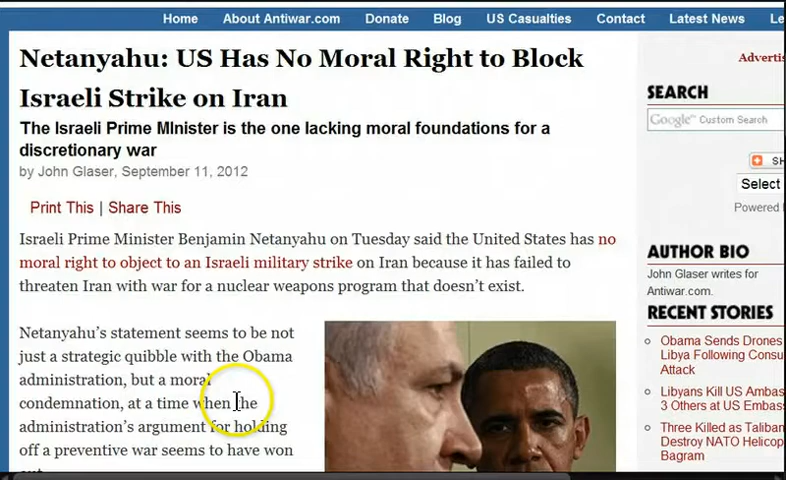 Home About Antiwar.com Donate Blog US Casualties Contact Latest News
Netanyahu: US Has No Moral Right to Block
Israeli Strike on Iran
The Israeli Prime MInister is the one lacking moral foundations for a
discretionary war
by John Glaser, September 11, 2012
Print This | Share This
Israeli Prime Minister Benjamin Netanyahu on Tuesday said the United States has no
moral right to object to an Israeli military strike on Iran because it has failed to
threaten Iran with war for a nuclear weapons program that doesn't exist.
Netanyahu's statement seems to be not
just a strategic quibble with the Obama
administration, but a moral
condemnation, at a time when the
administration's argument for holding
off a preventive war seems to have won
SEARCH
Google™ Custom Search
Select
Powered
AUTHOR BIO
John Glaser writes for
Antiwar.com.
RECENT STORIES
Obama Sends Drones
Libya Following
Attack
Libyans Kill US
3 Others at US
Three Killed as Taliban
Destroy NATO
Bagram